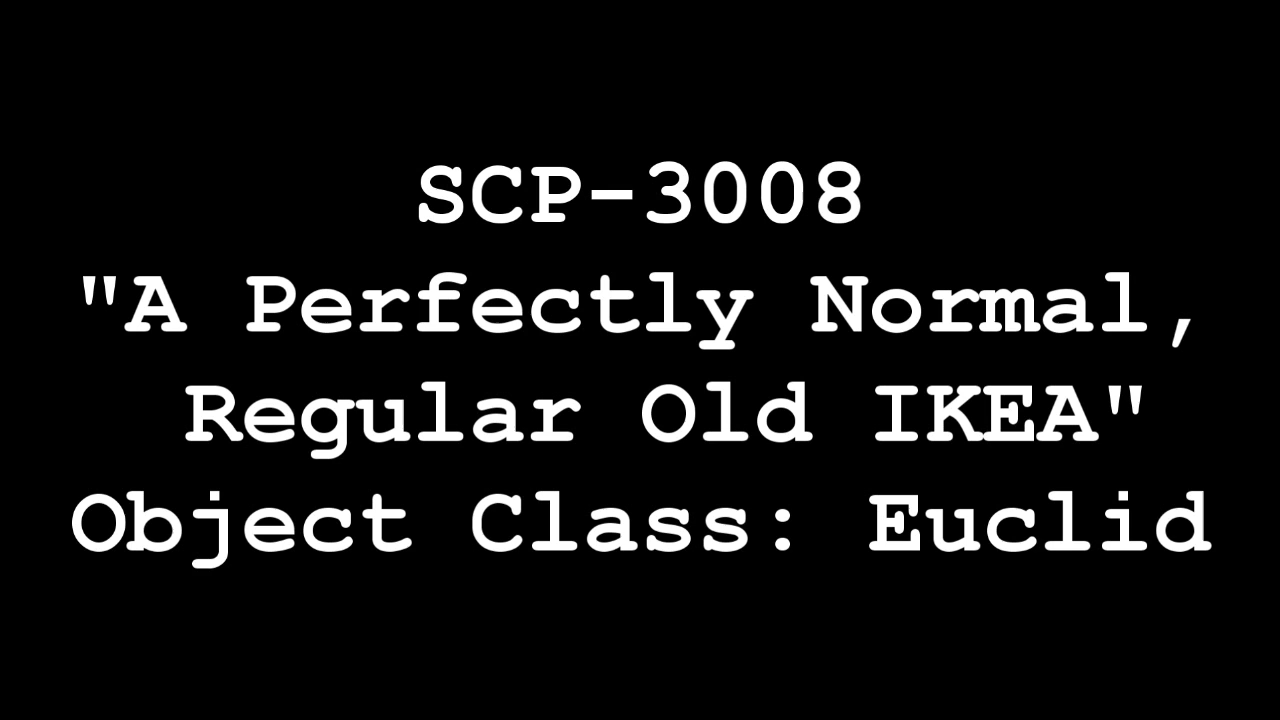 SCP-3008
"A Perfectly Normal,
Regular Old IKEA"
Object Class: Euclid